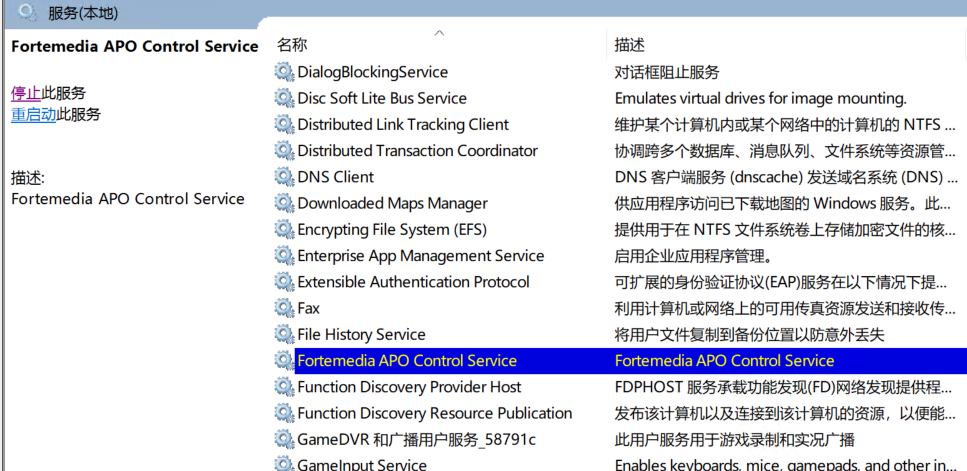 服务(本地)
Fortemedia APO Control Service
停止此服务
重启动此服务
描述:
Fortemedia APO Control Service
名称 描述
DialogBlockingService 对话框阻止服务
Disc Soft Lite Bus Service Emulates virtual drives for image mounting.
Distributed Link Tracking Client 维护某个计算机内或某个网络中的计算机的 NTFS ...
Distributed Transaction Coordinator 协调跨多个数据库、消息队列、文件系统等资源管...
DNS Client DNS 客户端服务 (dnscache) 发送域名系统 (DNS) ...
Downloaded Maps Manager 供应用程序访问已下载地图的 Windows 服务。此...
Encrypting File System (EFS) 提供用于在 NTFS 文件系统卷上存储加密文件的核...
Enterprise App Management Service 启用企业应用程序管理。
Extensible Authentication Protocol 可扩展的身份验证协议(EAP)服务在以下情况下提...
Fax 利用计算机或网络上的可用传真资源发送和接收传...
File History Service 将用户文件复制到备份位置以防意外丢失
Fortemedia APO Control Service Fortemedia APO Control Service
Function Discovery Provider Host FDPHOST 服务承载功能发现(FD)网络发现提供程...
Function Discovery Resource Publication 发布该计算机以及连接到该计算机的资源，以便能...
GameDVR 和广播用户服务_58791c 此用户服务用于游戏录制和实况广播
GameInput Service Enables keyboards, mice, gamepads, and other in...